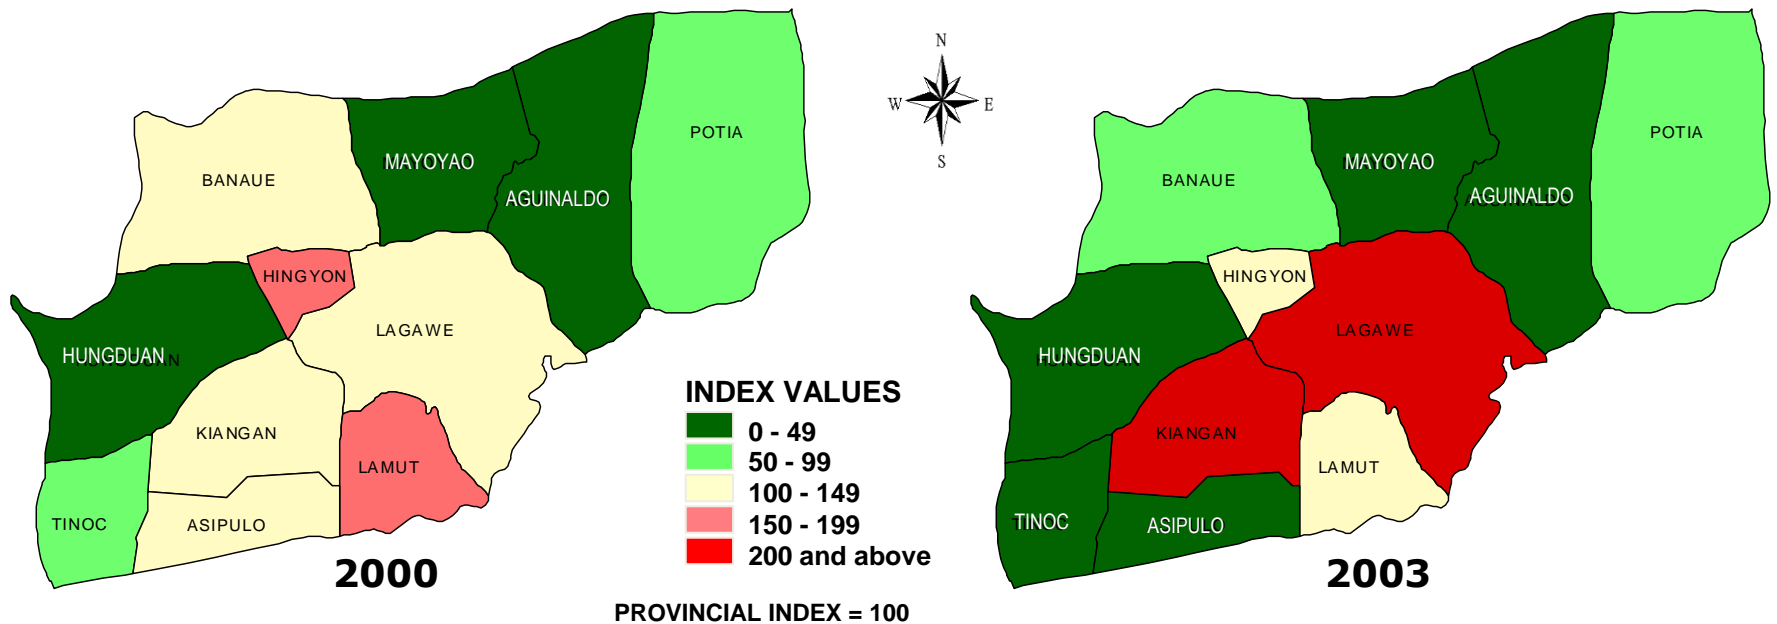 BANAUE
MAYOYAO
AGUINALDO
POTIA
HINGYON
LAGAWE
HUNGDUAN
KIANGAN
LAMUT
TINOC
ASIPULO
2000
N
W
E
S
INDEX VALUES
0 - 49
50 - 99
100 - 149
150 - 199
200 and above
PROVINCIAL INDEX = 100
BANAUE
MAYOYAO
AGUINALDO
POTIA
HINGYON
LAGAWE
HUNGDUAN
KIANGAN
LAMUT
TINOC
ASIPULO
2003